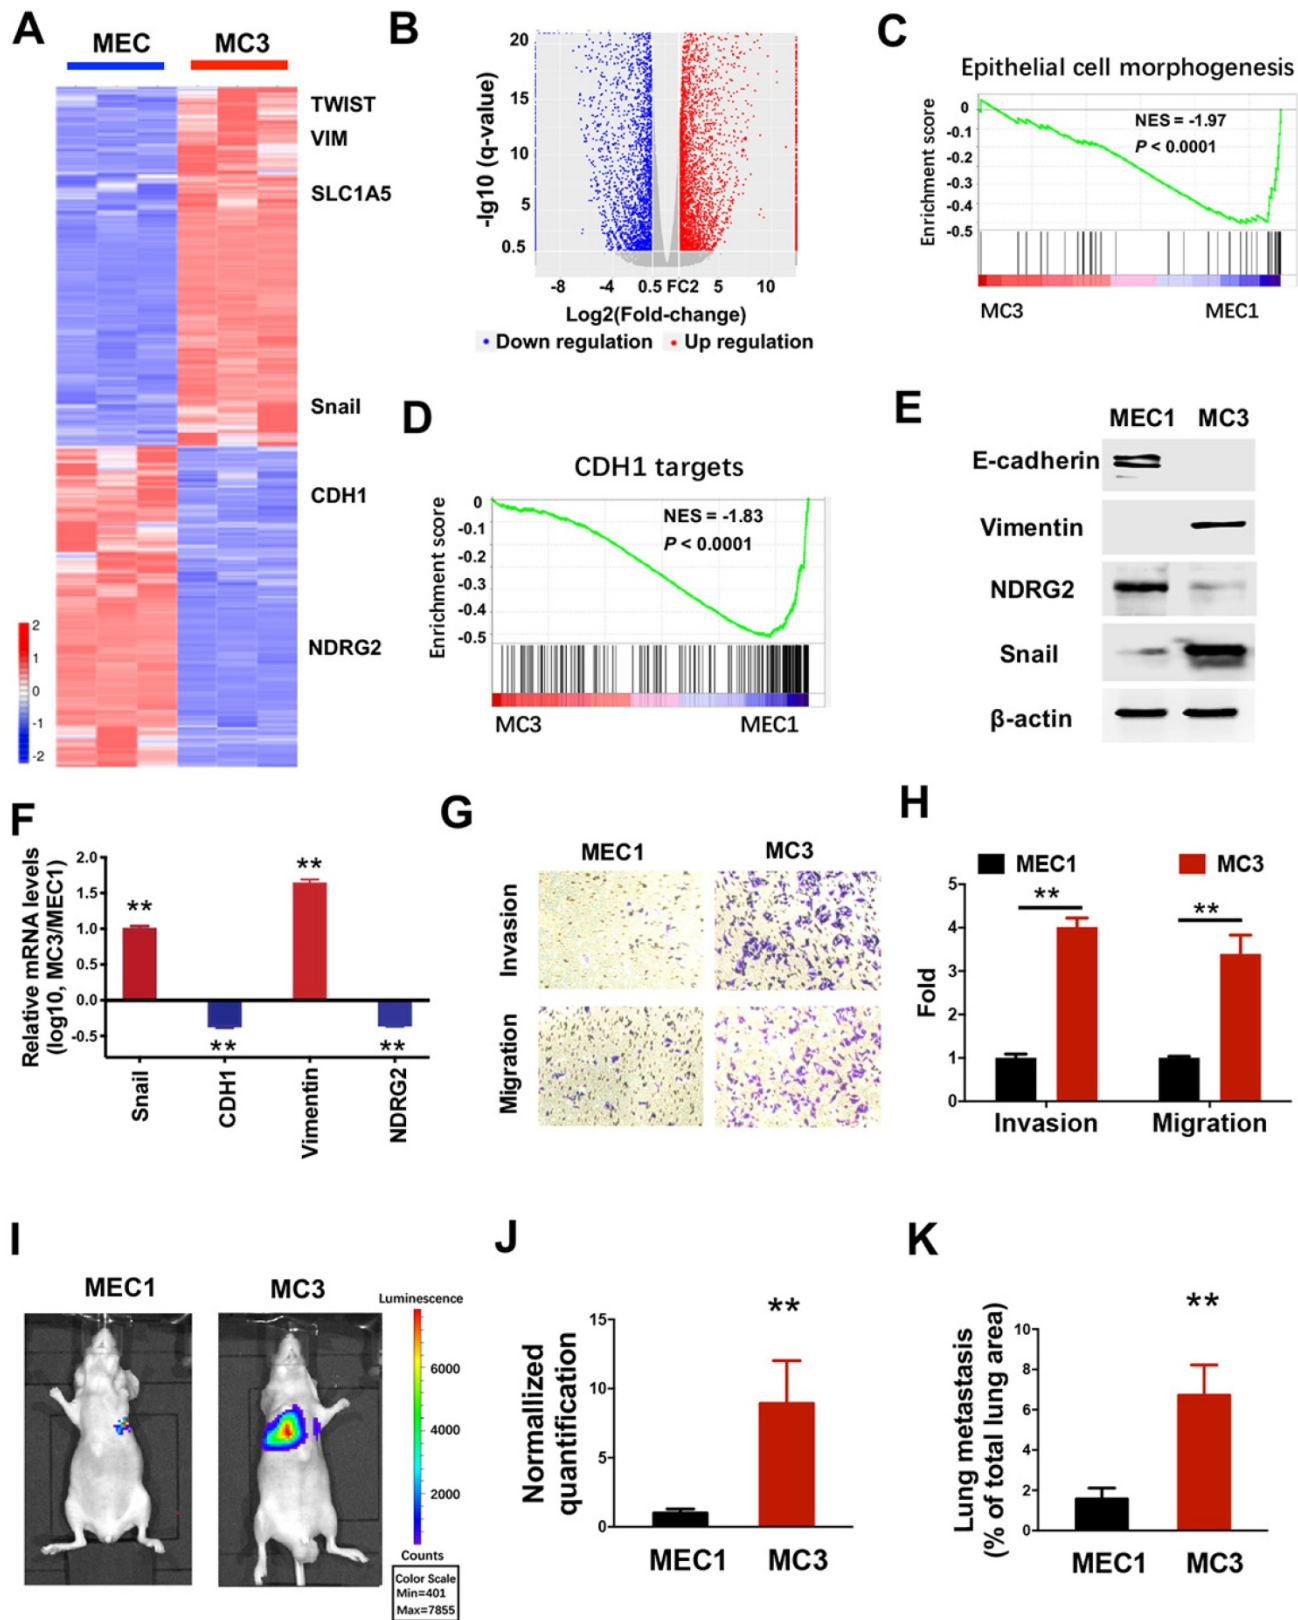 A
MEC MC3
TWIST
VIM
SLC1A5
Snail
CDH1
NDRG2
2
1
0
-1
-2
B
-lg10 (q-value)
20
15
10
5
0.5
-8 -4 0.5 FC2 5 10
Log2(Fold-change)
Down regulation Up regulation
C
Epithelial cell morphogenesis
Enrichment score
0
-0.1
-0.2
-0.3
-0.4
-0.5
NES = -1.97
P < 0.0001
MC3 MEC1
D
CDH1 targets
Enrichment score
0
-0.1
-0.2
-0.3
-0.4
-0.5
NES = -1.83
P < 0.0001
MC3 MEC1
E
MEC1 MC3
E-cadherin
Vimentin
NDRG2
Snail
β-actin
F
Relative mRNA levels
(log10, MC3/MEC1)
2.0
1.5
1.0
0.5
0.0
-0.5
**
**
**
**
Snail
CDH1
Vimentin
NDRG2
G
MEC1 MC3
Invasion
Migration
H
MEC1 MC3
Fold
5
4
3
2
1
0
**
**
Invasion Migration
I
MEC1 MC3
Luminescence
6000
4000
2000
Counts
Color Scale
Min=401
Max=7855
J
Normallized
quantification
15
10
5
0
**
MEC1 MC3
K
Lung metastasis
(% of total lung area)
10
8
6
4
2
0
**
MEC1 MC3